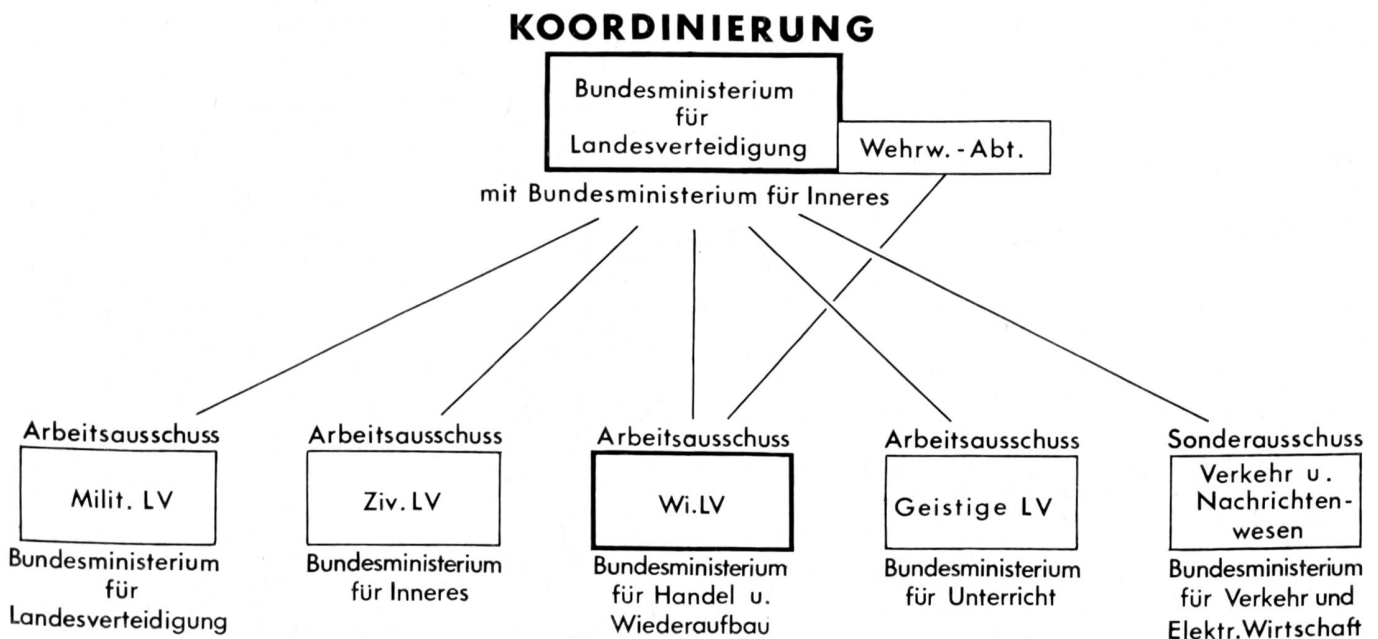 KOORDINIERUNG
Bundesministerium
für
Landesverteidigung
Wehrw. - Abt.
mit Bundesministerium für Inneres
Arbeitsausschuss
Milit. LV
Bundesministerium
für
Landesverteidigung
Arbeitsausschuss
Ziv. LV
Bundesministerium
für Inneres
Arbeitsausschuss
Wi.LV
Bundesministerium
für Handel u.
Wiederaufbau
Arbeitsausschuss
Geistige LV
Bundesministerium
für Unterricht
Sonderausschuss
Verkehr u.
Nachrichten-
wesen
Bundesministerium
für Verkehr und
Elektr.Wirtschaft